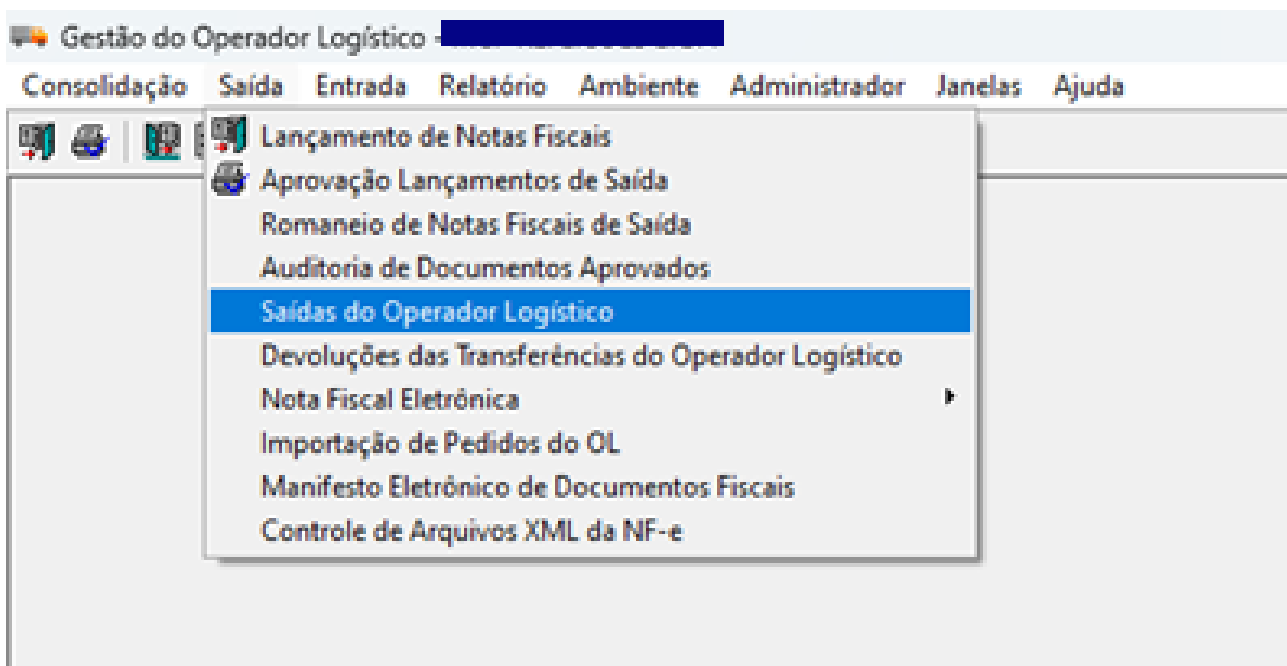 Gestão do Operador Logístico -
Consolidação Saída Entrada Relatório Ambiente Administrador Janelas Ajuda
Lançamento de Notas Fiscais
Aprovação Lançamentos de Saída
Romaneio de Notas Fiscais de Saída
Auditoria de Documentos Aprovados
Saídas do Operador Logístico
Devoluções das Transferências do Operador Logístico
Nota Fiscal Eletrônica
Importação de Pedidos do OL
Manifesto Eletrônico de Documentos Fiscais
Controle de Arquivos XML da NF-e